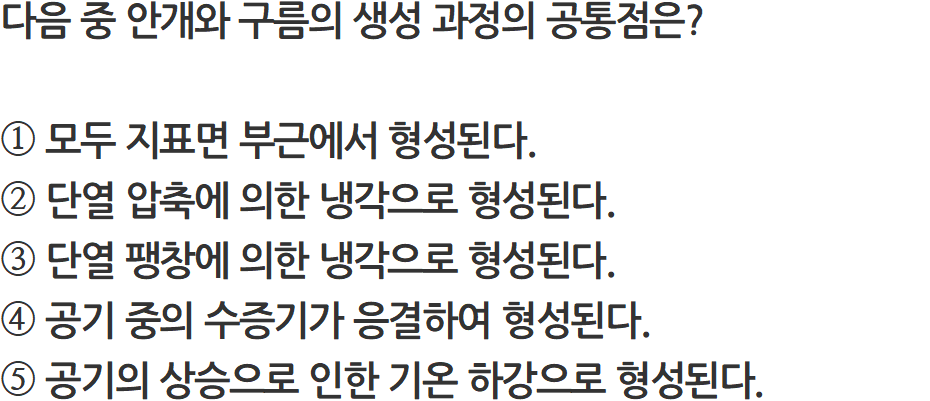 다음 중 안개와 구름의 생성 과정의 공통점은?
① 모두 지표면 부근에서 형성된다.
② 단열 압축에 의한 냉각으로 형성된다.
③ 단열 팽창에 의한 냉각으로 형성된다.
④ 공기 중의 수증기가 응결하여 형성된다.
⑤ 공기의 상승으로 인한 기온 하강으로 형성된다.